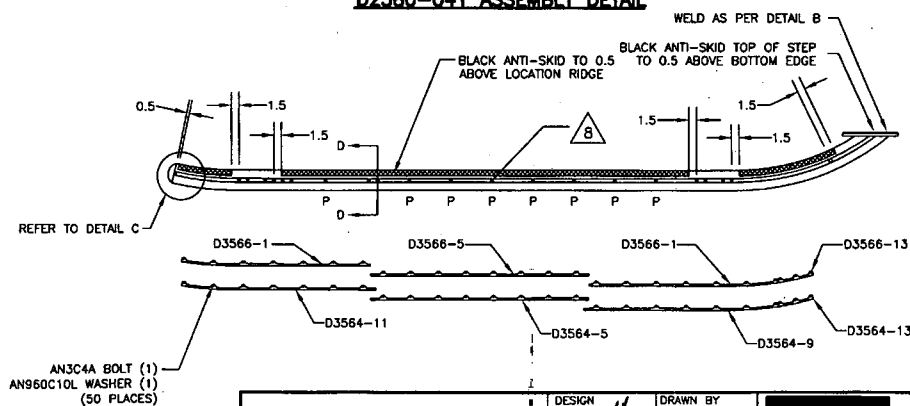 D2580-041 ASSEMBLY DETAIL
WELD AS PER DETAIL B
BLACK ANTI-SKID TO 0.5
ABOVE LOCATION RIDGE
BLACK ANTI-SKID TOP OF STEP
TO 0.5 ABOVE BOTTOM EDGE
0.5
1.5
1.5
D
8
1.5
1.5
1.5
D
P P P P P P P P
REFER TO DETAIL C
D3566-1
D3566-5
D3566-1
D3566-13
D3564-11
D3564-5
D3564-9
D3564-13
AN3C4A BOLT (1)
AN960C10L WASHER (1)
(50 PLACES)
DESIGN
DRAWN BY